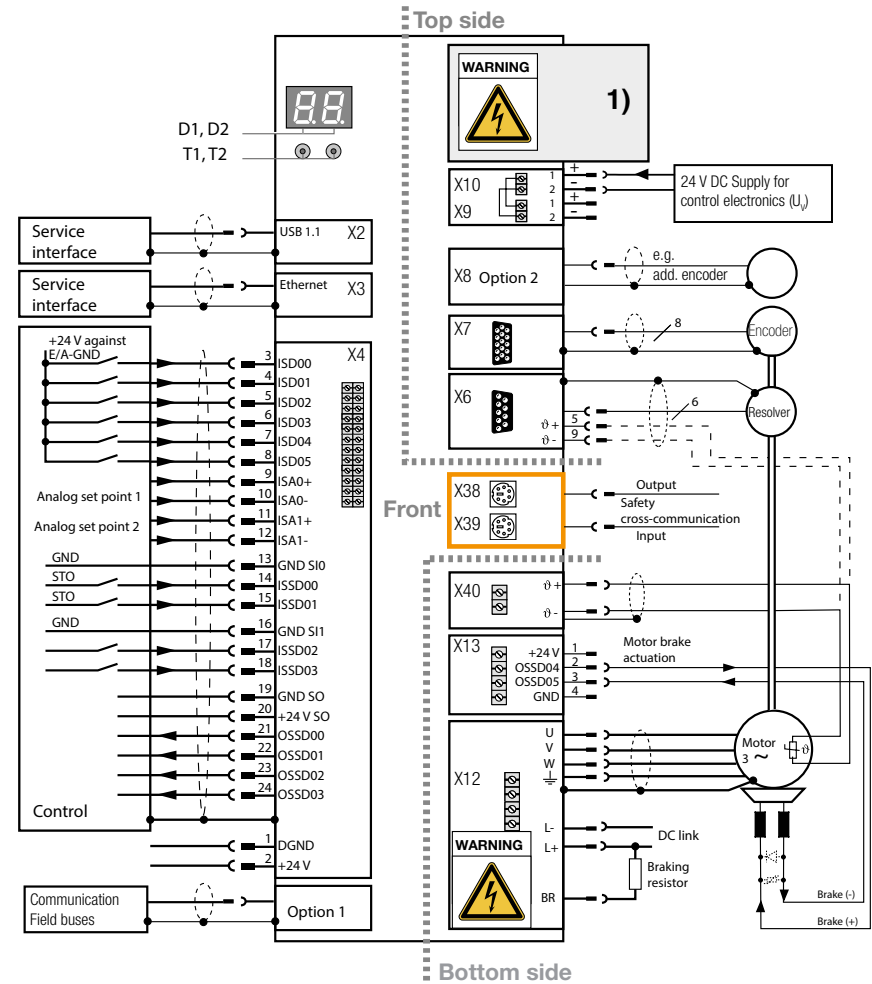 Top side
WARNING
1)
D1, D2
T1, T2
X10
X9
1
2
1
2
+
–
+
–
24 V DC Supply for
control electronics (UV)
Service
interface
USB 1.1
X2
Service
interface
Ethernet
X3
X8 Option 2
e.g.
add. encoder
X7
8
Encoder
X6
6
ϑ +
ϑ -
5
9
Resolver
+24 V against
E/A-GND
X4
3
ISD00
4
ISD01
5
ISD02
6
ISD03
7
ISD04
8
ISD05
9
ISA0+
Analog set point 1
10
ISA0-
11
ISA1+
Analog set point 2
12
ISA1-
GND
13
GND SI0
STO
14
ISSD00
STO
15
ISSD01
GND
16
GND SI1
17
ISSD02
18
ISSD03
19
GND SO
20
+24 V SO
21
OSSD00
22
OSSD01
23
OSSD02
24
OSSD03
Control
1
DGND
2
+24 V
Communication
Field buses
Option 1
Front
X38
X39
Output
Safety
cross-communication
Input
X40
ϑ +
ϑ -
X13
+24 V
OSSD04
OSSD05
GND
1
2
3
4
Motor brake
actuation
X12
U
V
W
Motor
3 ~
ϑ
L-
L+
DC link
WARNING
BR
Braking
resistor
Brake (-)
Brake (+)
Bottom side